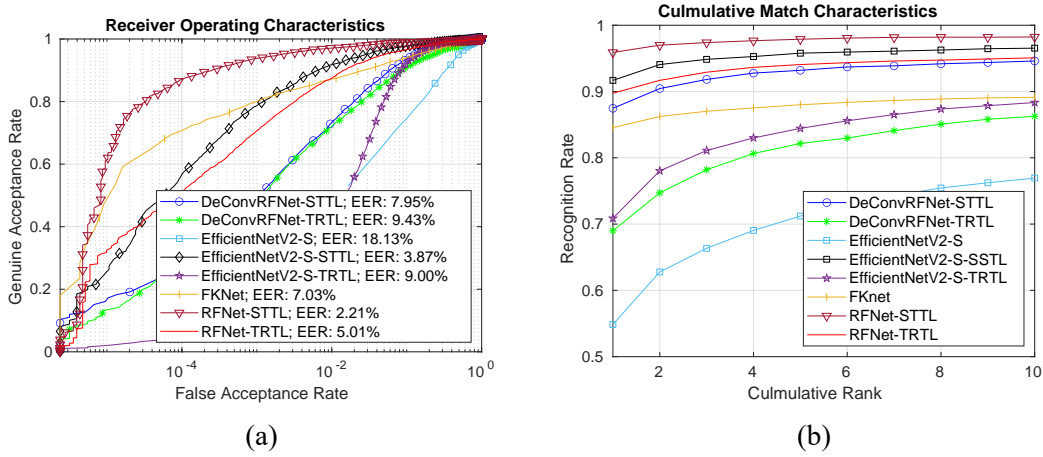 Receiver Operating Characteristics
Genuine Acceptance Rate
1
0.8
0.6
0.4
0.2
0
DeConvRFNet-STTL; EER: 7.95%
DeConvRFNet-TRTL; EER: 9.43%
EfficientNetV2-S; EER: 18.13%
EfficientNetV2-S-STTL; EER: 3.87%
EfficientNetV2-S-TRTL; EER: 9.00%
FKNet; EER: 7.03%
RFNet-STTL; EER: 2.21%
RFNet-TRTL; EER: 5.01%
10^-4
10^-2
10^0
False Acceptance Rate
(a)
Culmulative Match Characteristics
Recognition Rate
1
0.9
0.8
0.7
0.6
0.5
DeConvRFNet-STTL
DeConvRFNet-TRTL
EfficientNetV2-S
EfficientNetV2-S-SSTL
EfficientNetV2-S-TRTL
FKnet
RFNet-STTL
RFNet-TRTL
2 4 6 8 10
Culmulative Rank
(b)